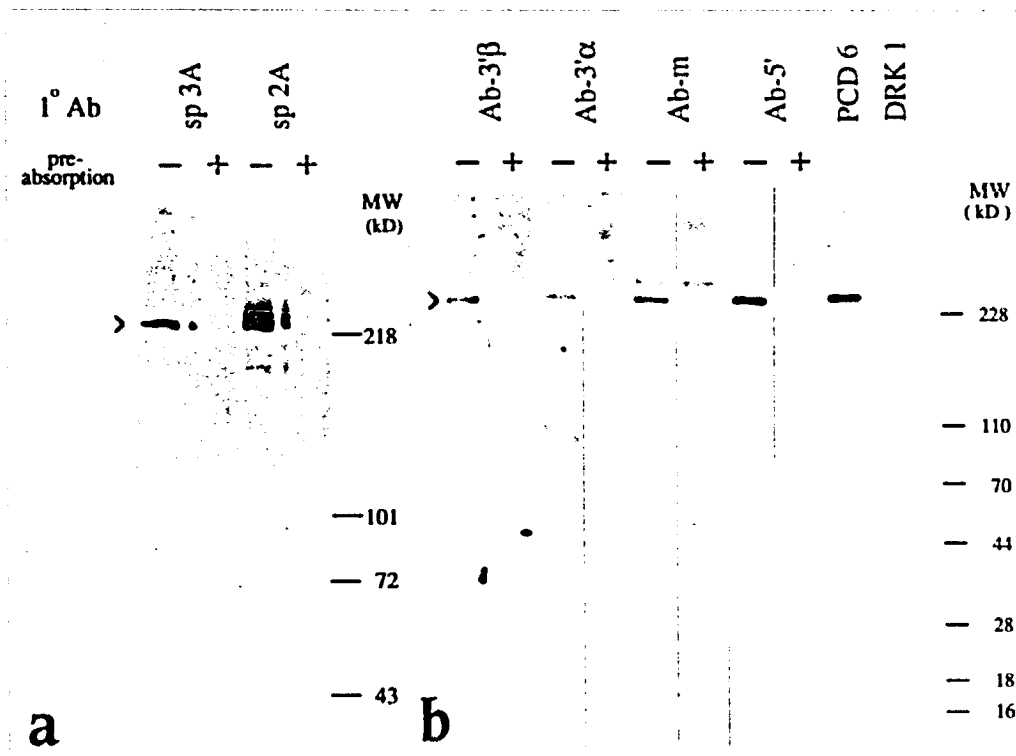 1° Ab
sp 3A
sp 2A
pre-
absorption
− + − +
MW
(kD)
218
101
72
43
a
Ab-3'β
Ab-3'α
Ab-m
Ab-5'
PCD 6
DRK 1
− + − + − + − +
MW
( kD )
228
110
70
44
28
18
16
b